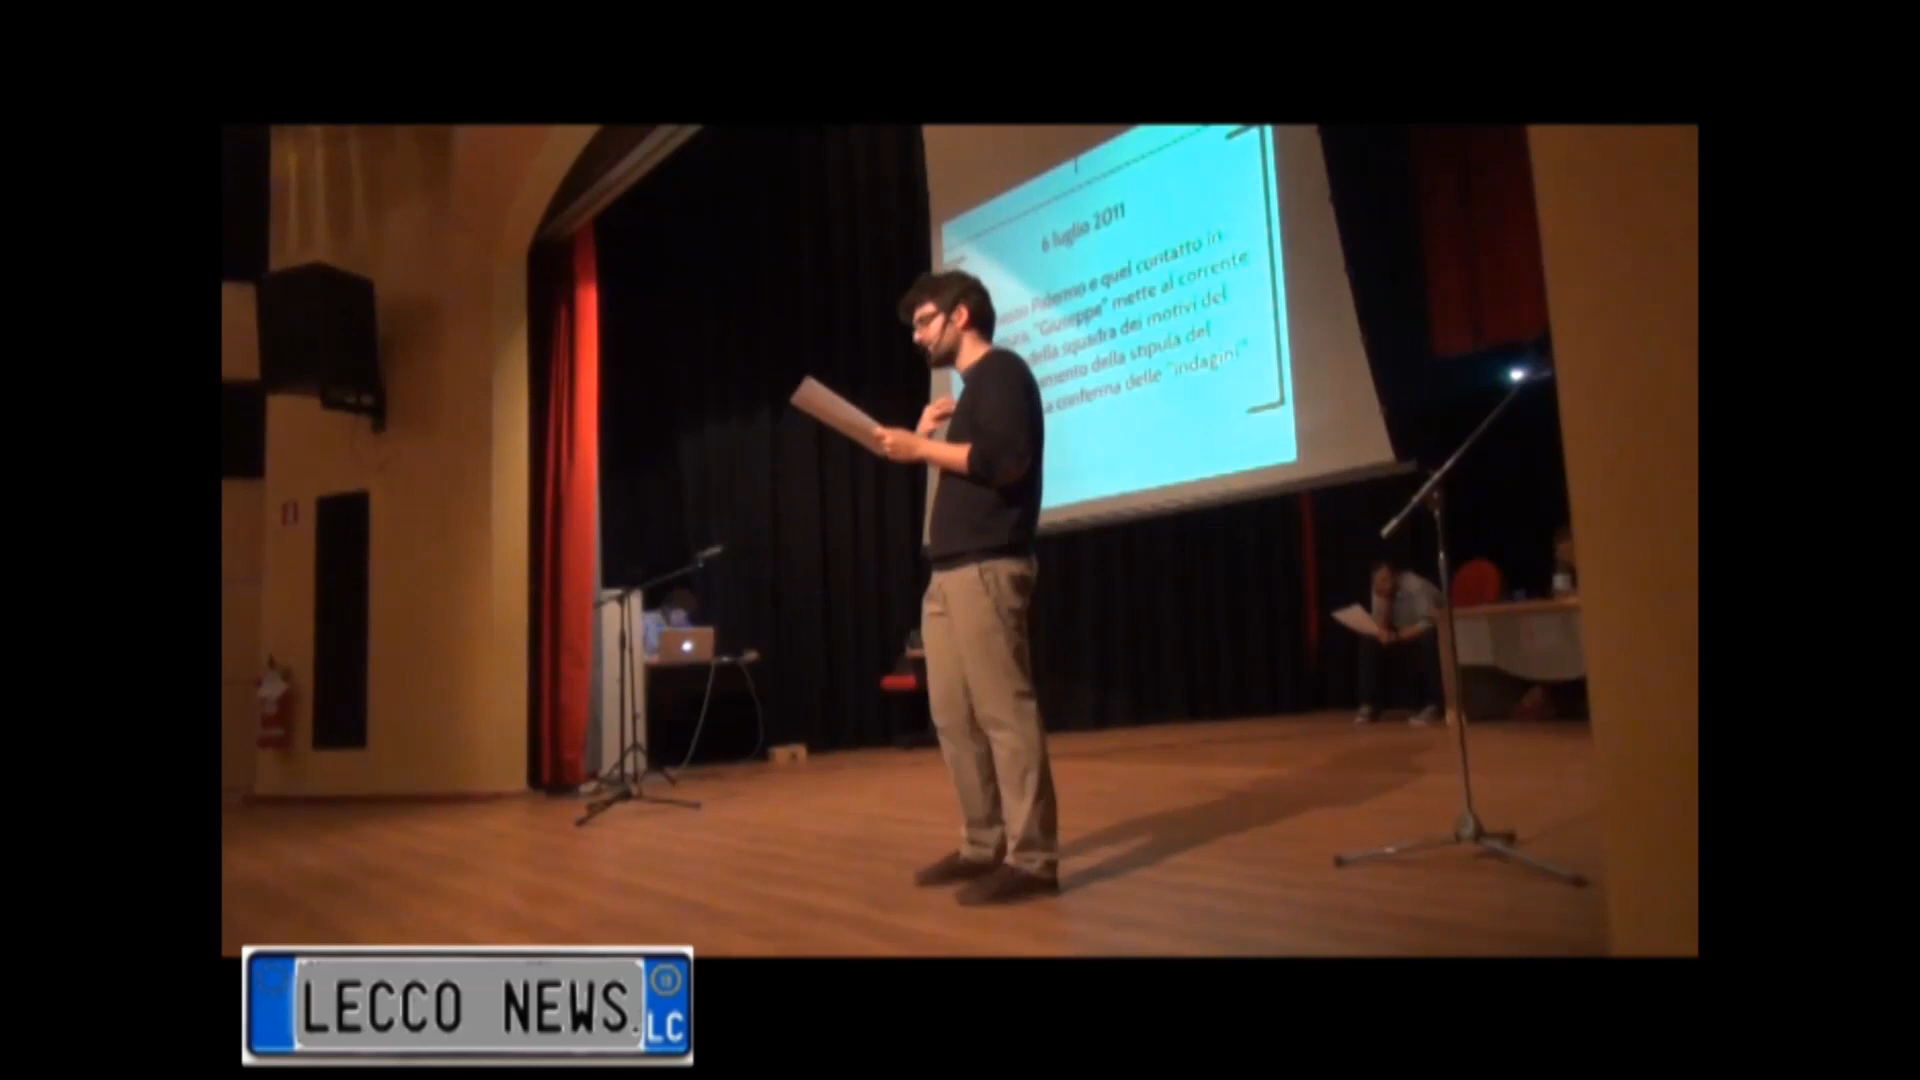 6 luglio 2011
Palermo e quel contatto in
"Giuseppe" mette al corrente
della squadra dei motivi del
della stipula del
conferma delle "indagini"
LECCO NEWS.
LC